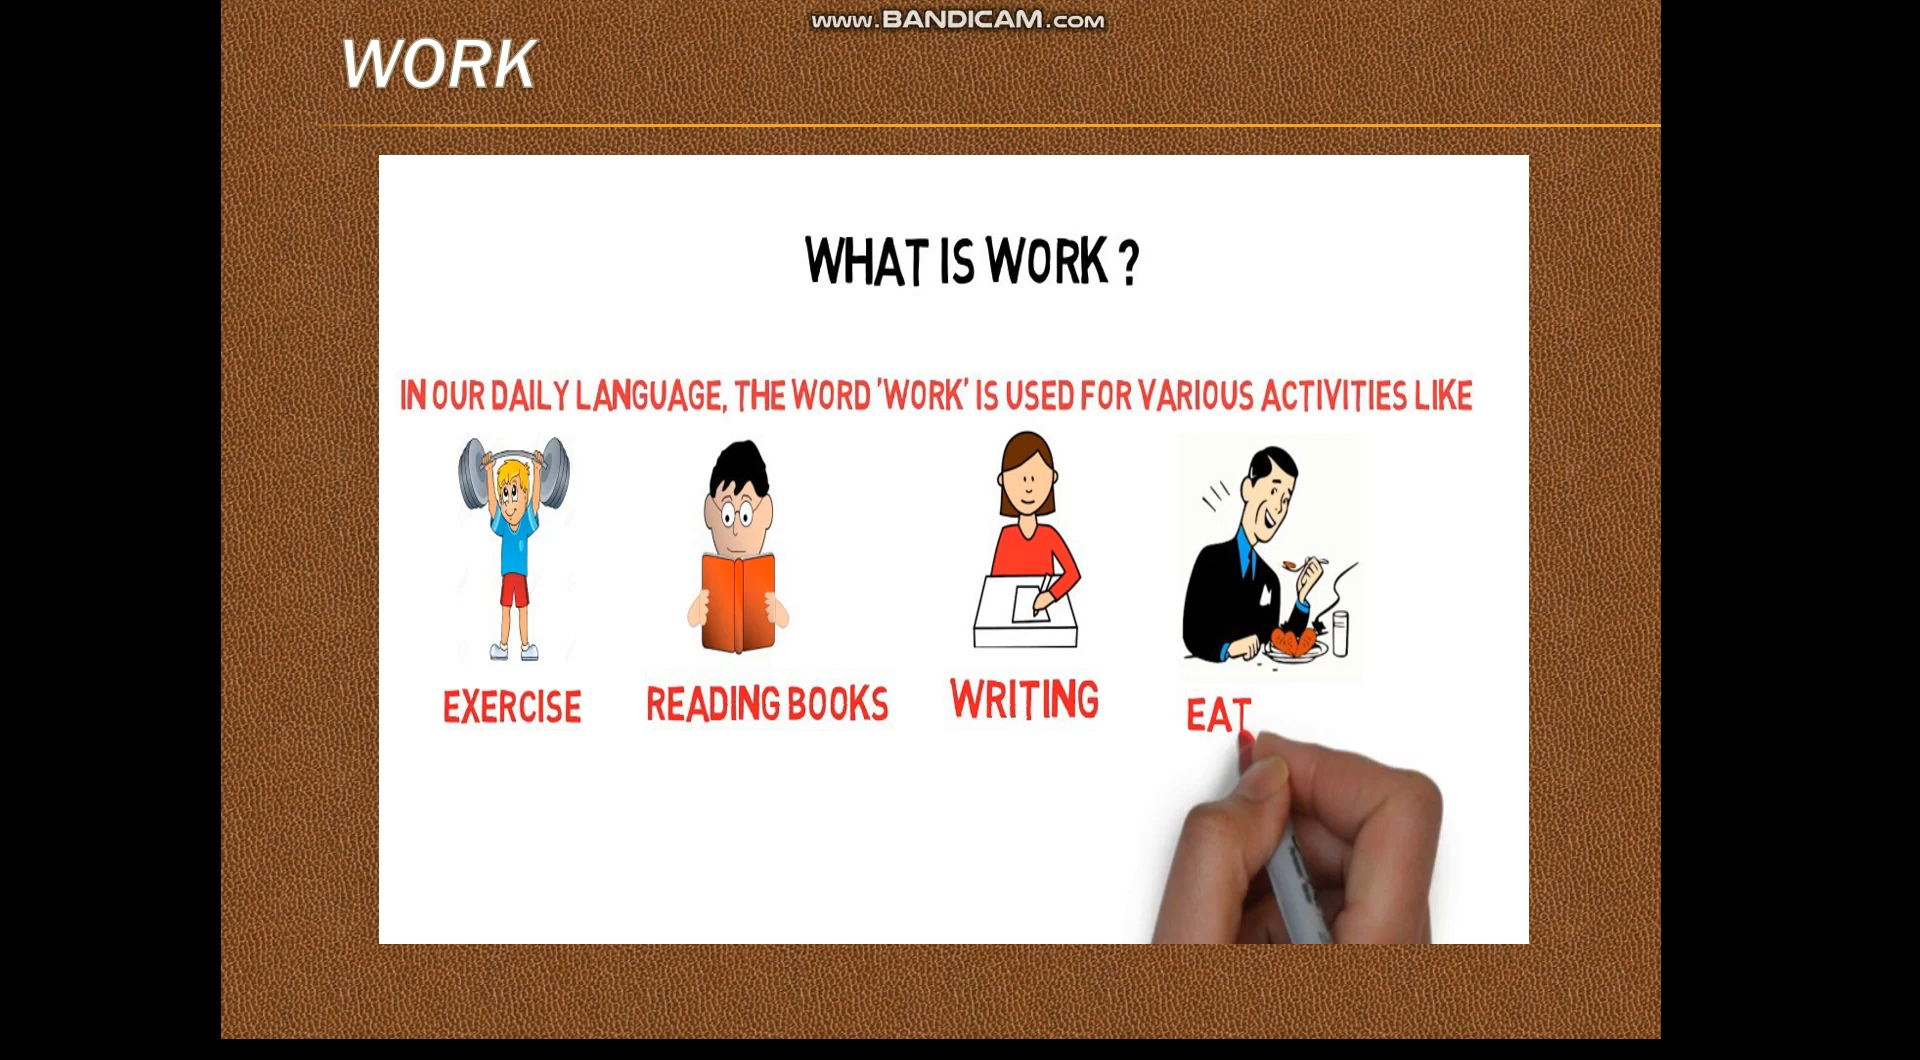 www.BANDICAM.com
WORK
WHAT IS WORK ?
IN OUR DAILY LANGUAGE, THE WORD 'WORK' IS USED FOR VARIOUS ACTIVITIES LIKE
EXERCISE
READING BOOKS
WRITING
EAT